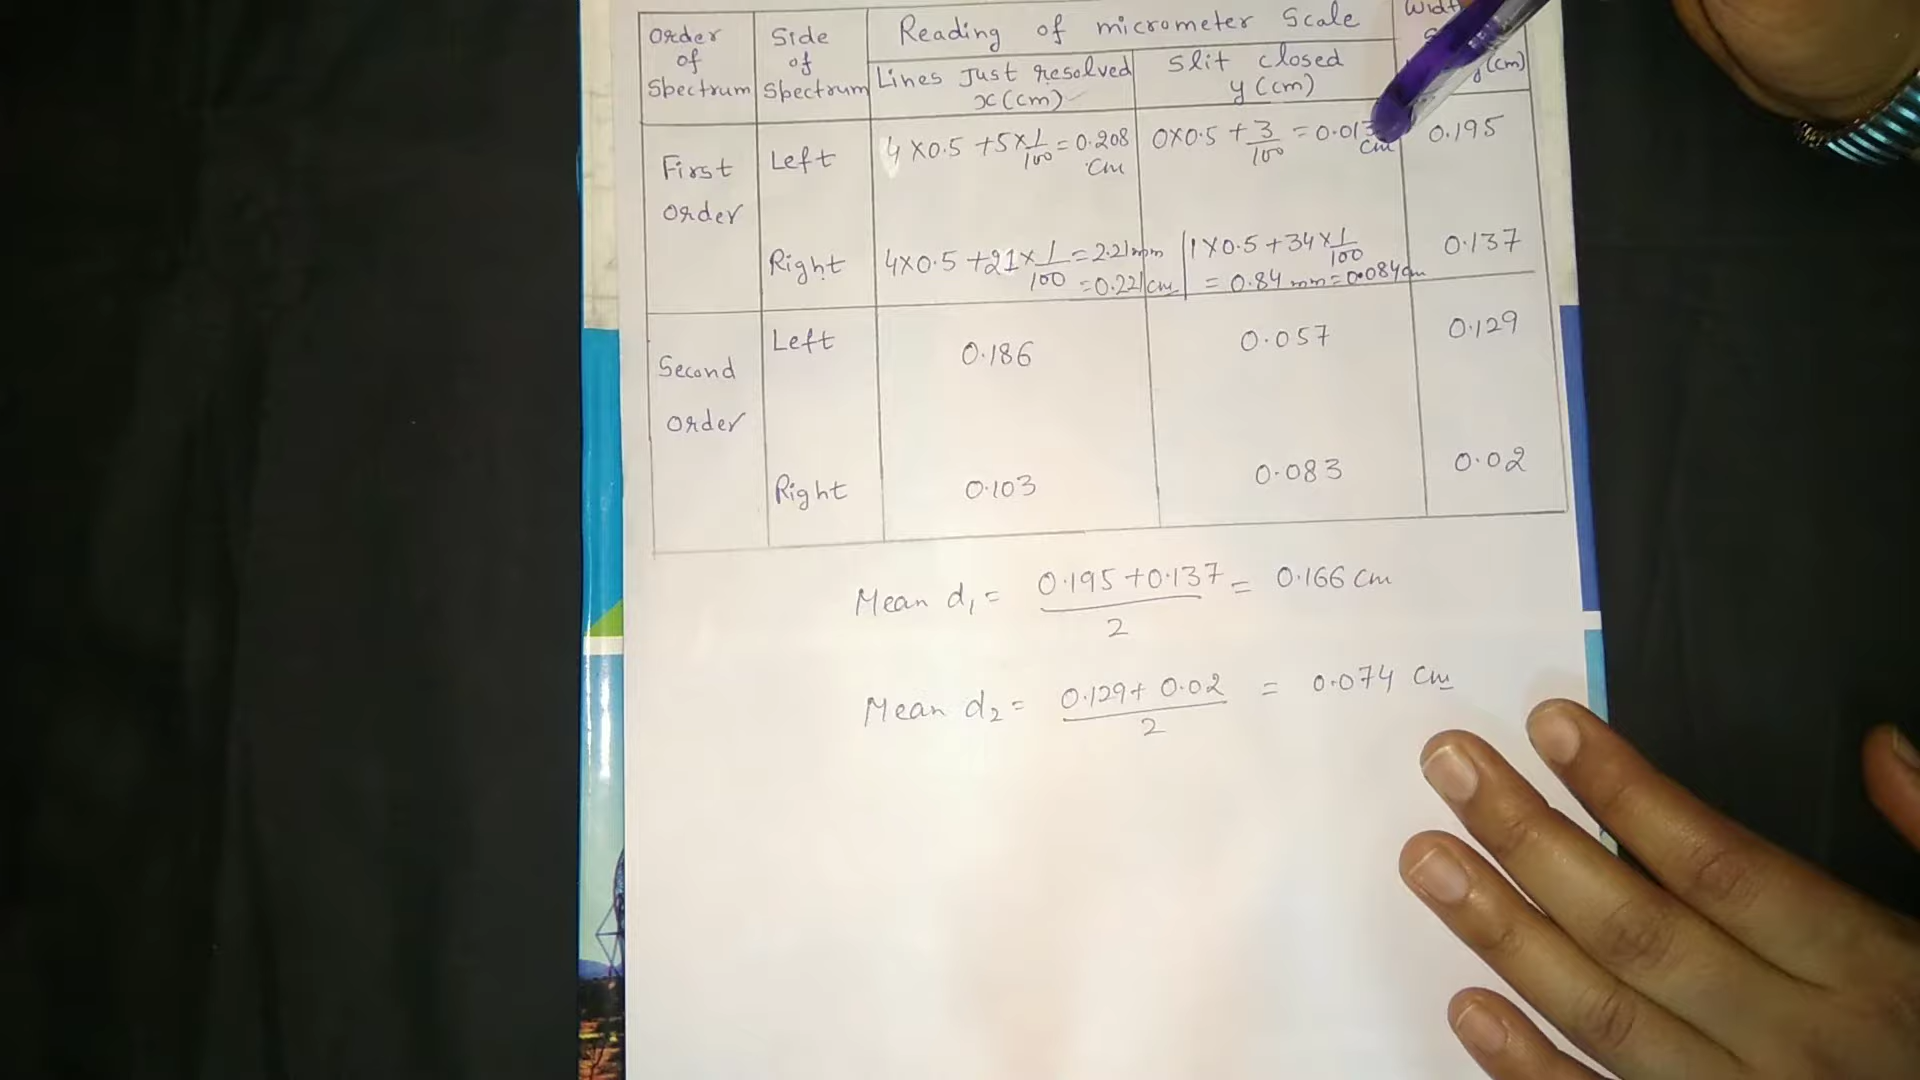 Order of Spectrum | Side of Spectrum | Reading of micrometer Scale
Lines Just resolved x (cm) | Slit closed y (cm) | (cm)
First Order | Left | 4 X 0.5 + 5 X 1/100 = 0.208 cm | 0 X 0.5 + 3/100 = 0.013 cm | 0.195
Right | 4 X 0.5 + 21 X 1/100 = 2.21 mm = 0.221 cm | 1 X 0.5 + 34 X 1/100 = 0.84 mm = 0.084 cm | 0.137
Second Order | Left | 0.186 | 0.057 | 0.129
Right | 0.103 | 0.083 | 0.02
Mean d₁ = 0.195 + 0.137 / 2 = 0.166 cm
Mean d₂ = 0.129 + 0.02 / 2 = 0.074 cm